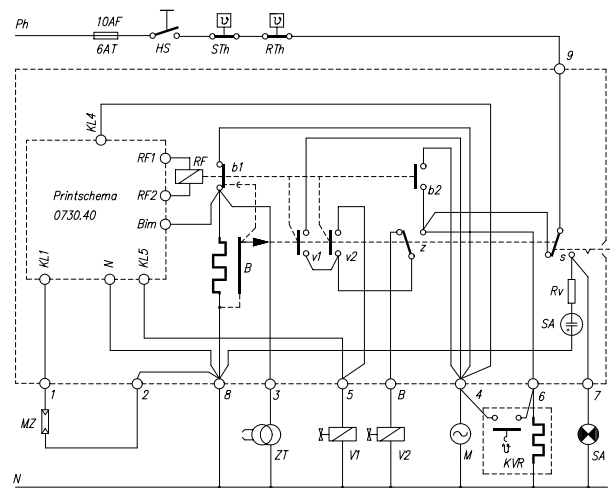 Ph
10AF
6AT
HS
STh
ϑ
RTh
ϑ
9
KL4
RF1
RF
b1
b2
Printschema
0730.40
RF2
Bim
KL1
N
KL5
B
v1
v2
z
s
Rv
SA
1
2
8
3
5
B
4
6
7
MZ
ZT
V1
V2
M
ϑ
KVR
SA
N